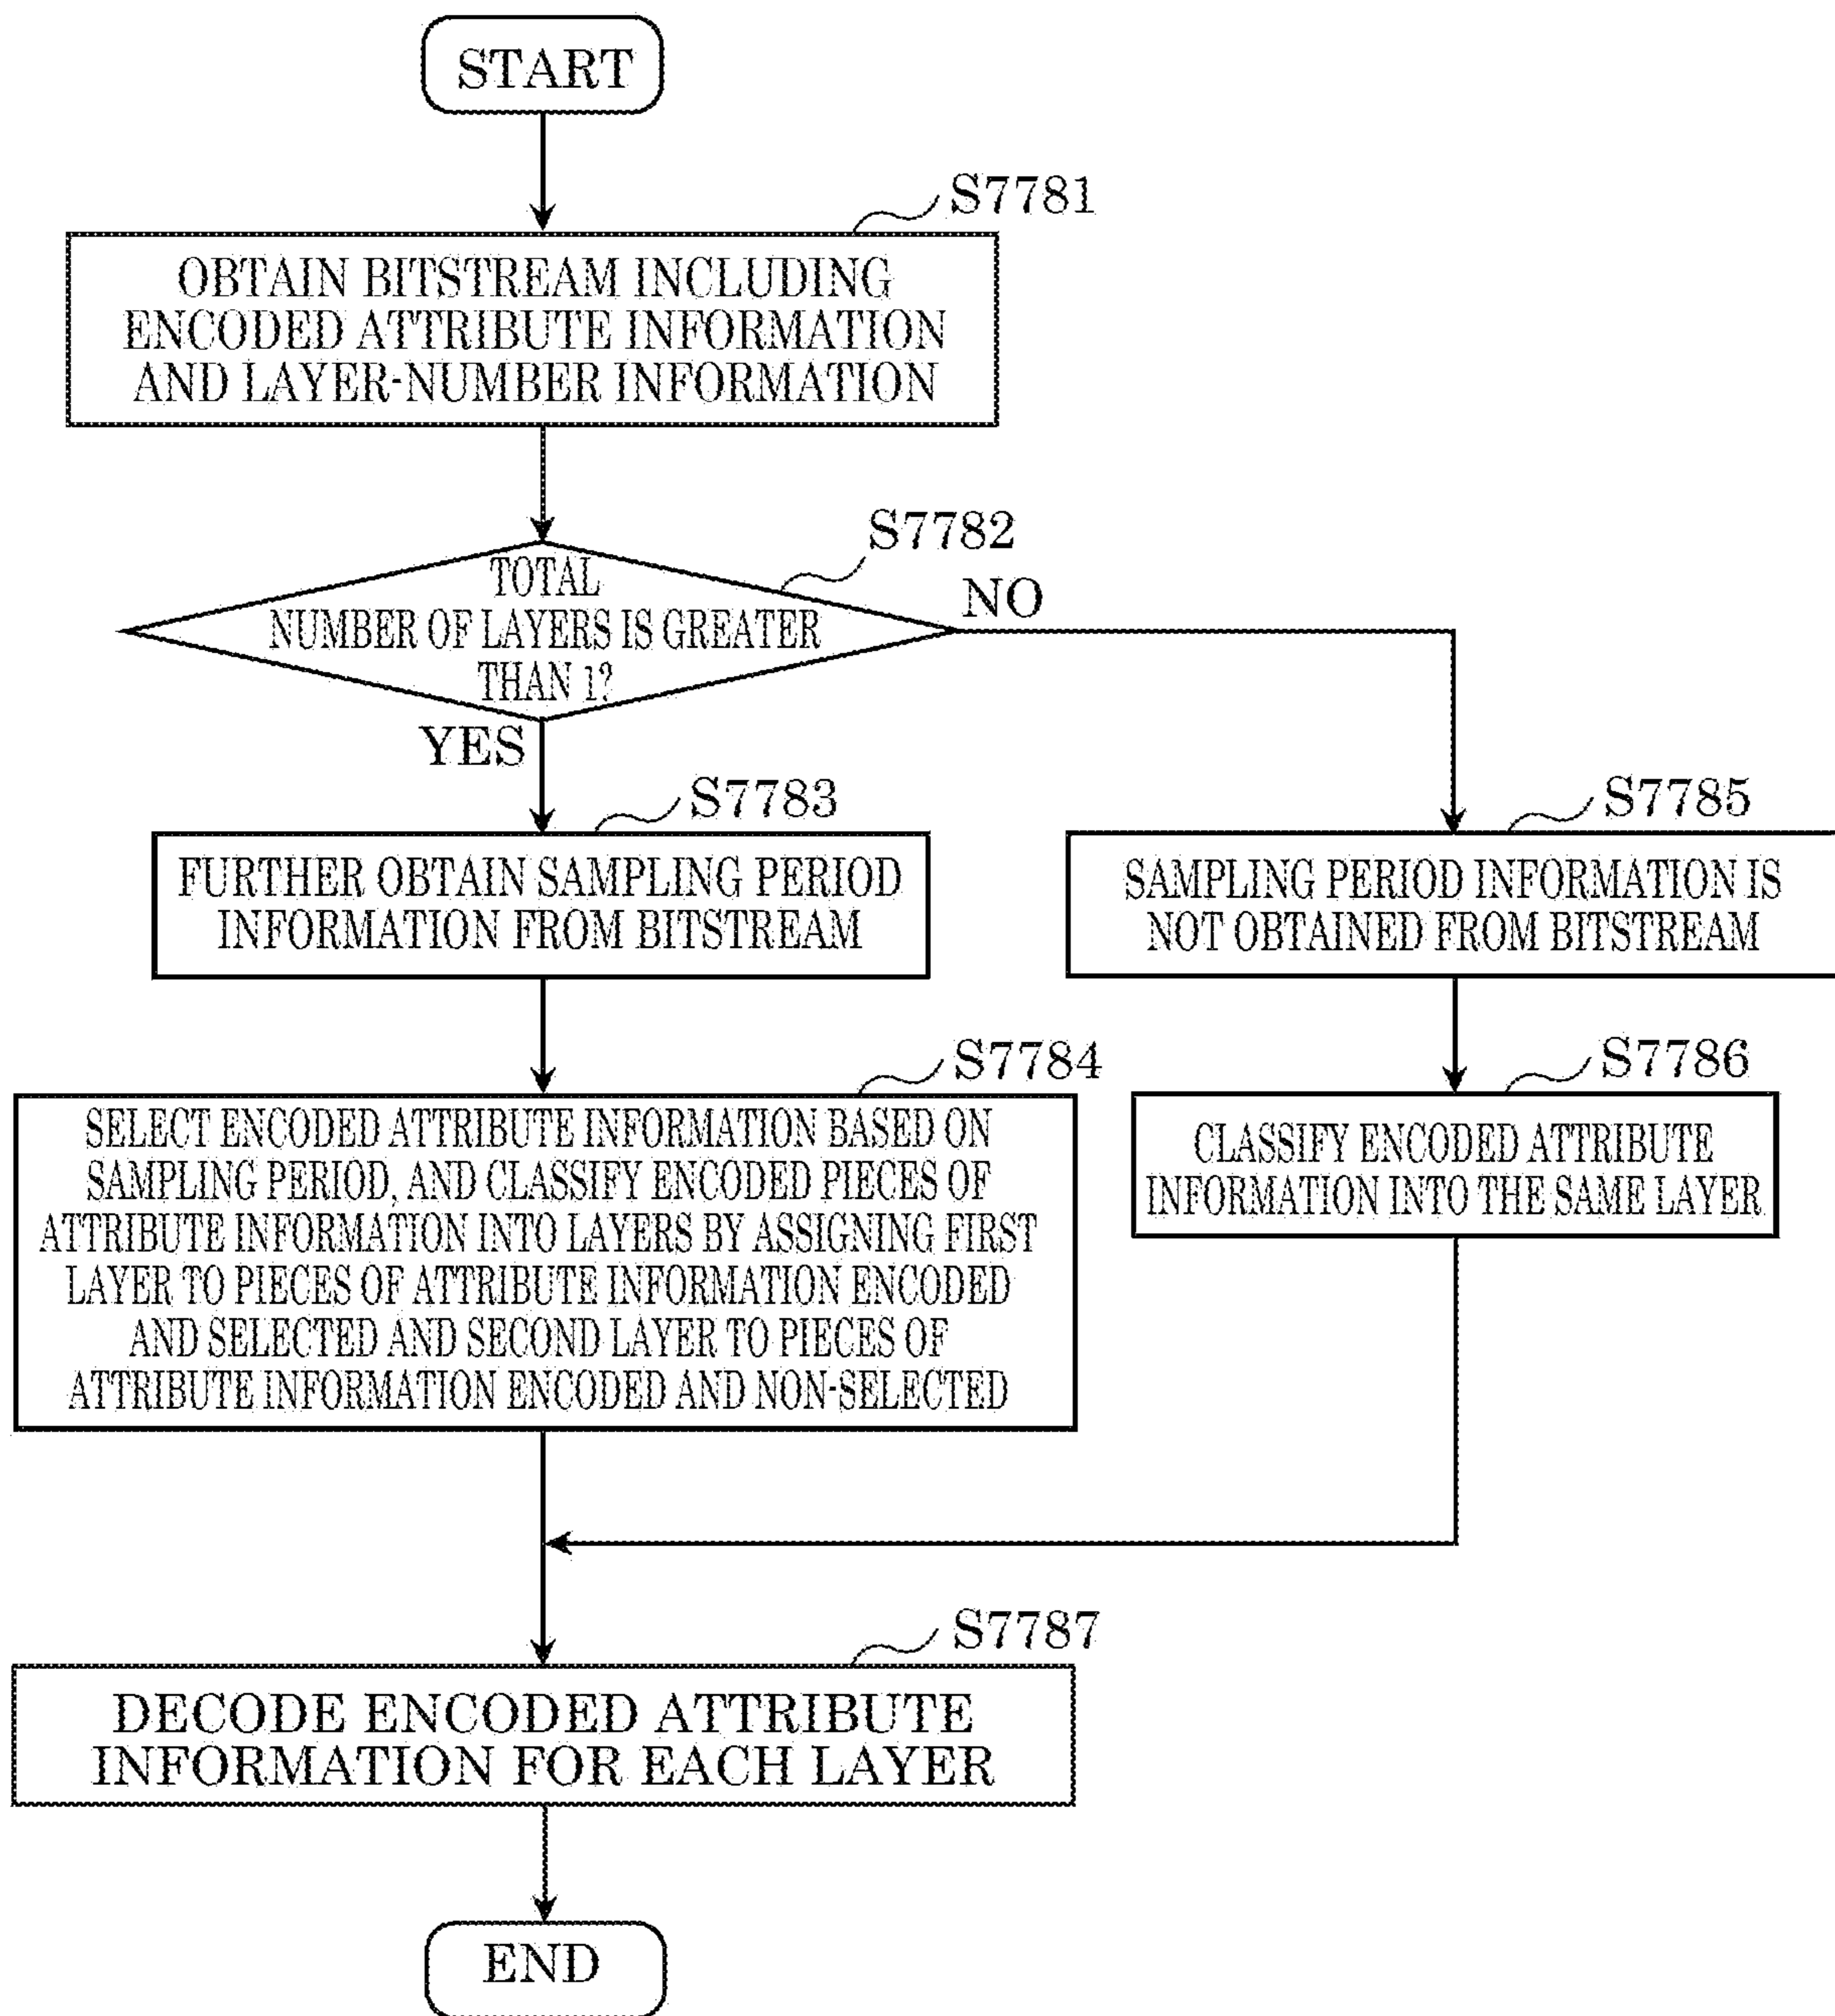 START
S7781
OBTAIN BITSTREAM INCLUDING
ENCODED ATTRIBUTE INFORMATION
AND LAYER-NUMBER INFORMATION
S7782
TOTAL
NUMBER OF LAYERS IS GREATER
THAN 1?
NO
YES
S7783
FURTHER OBTAIN SAMPLING PERIOD
INFORMATION FROM BITSTREAM
S7785
SAMPLING PERIOD INFORMATION IS
NOT OBTAINED FROM BITSTREAM
S7784
SELECT ENCODED ATTRIBUTE INFORMATION BASED ON
SAMPLING PERIOD, AND CLASSIFY ENCODED PIECES OF
ATTRIBUTE INFORMATION INTO LAYERS BY ASSIGNING FIRST
LAYER TO PIECES OF ATTRIBUTE INFORMATION ENCODED
AND SELECTED AND SECOND LAYER TO PIECES OF
ATTRIBUTE INFORMATION ENCODED AND NON-SELECTED
S7786
CLASSIFY ENCODED ATTRIBUTE
INFORMATION INTO THE SAME LAYER
S7787
DECODE ENCODED ATTRIBUTE
INFORMATION FOR EACH LAYER
END